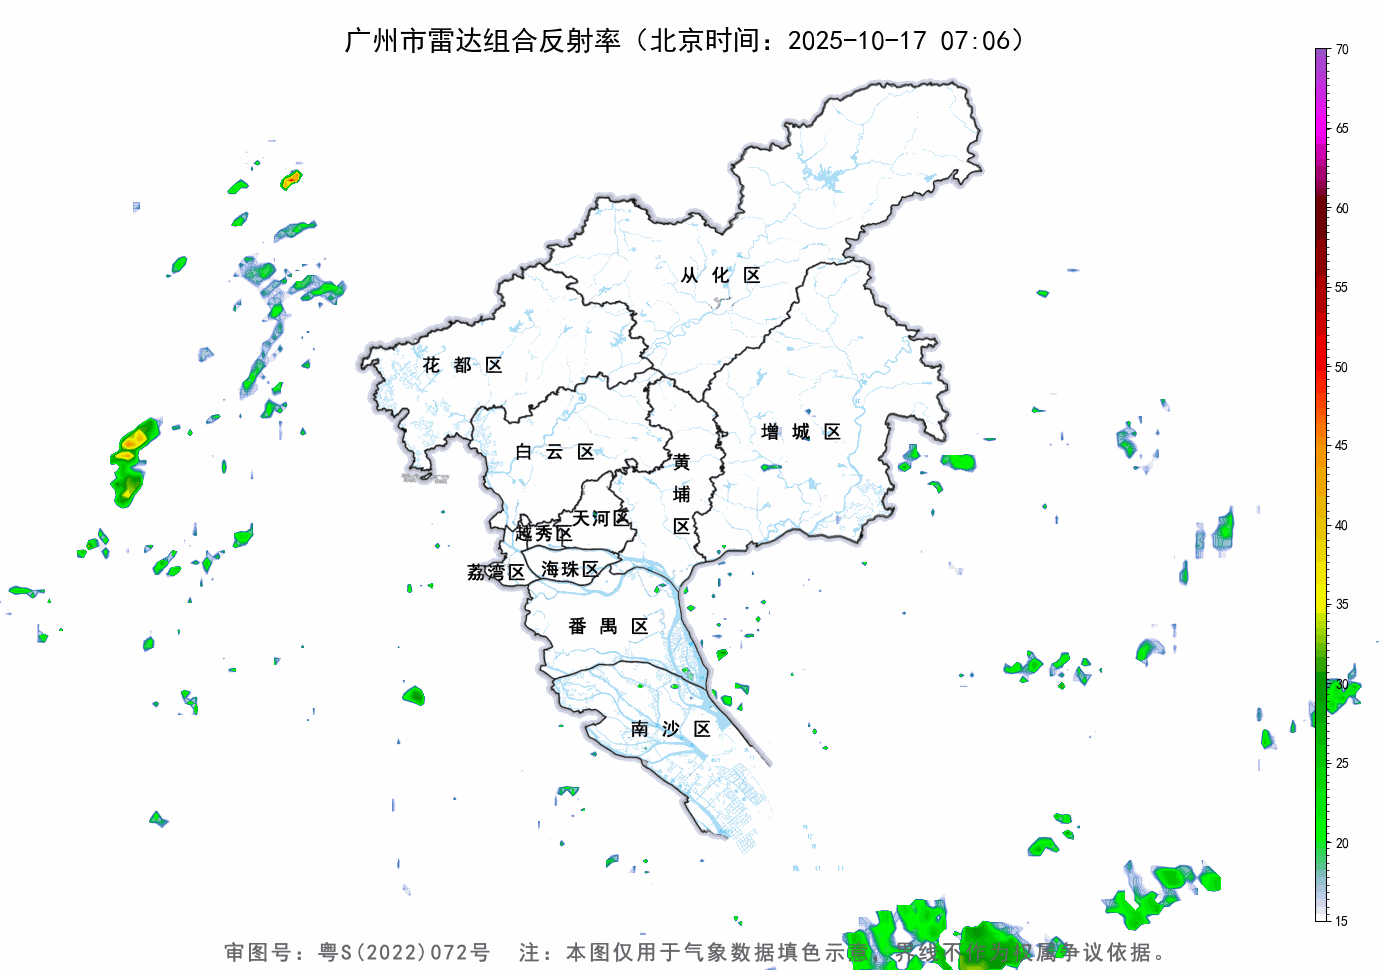 广州市雷达组合反射率（北京时间：2025-10-17 07:06）
70
65
60
55
50
45
40
35
30
25
20
15
从化区
花都区
增城区
白云区
黄埔区
天河区
越秀区
海珠区
荔湾区
番禺区
南沙区
审图号：粤S(2022)072号 注：本图仅用于气象数据填色示意，界线不作为权属争议依据。